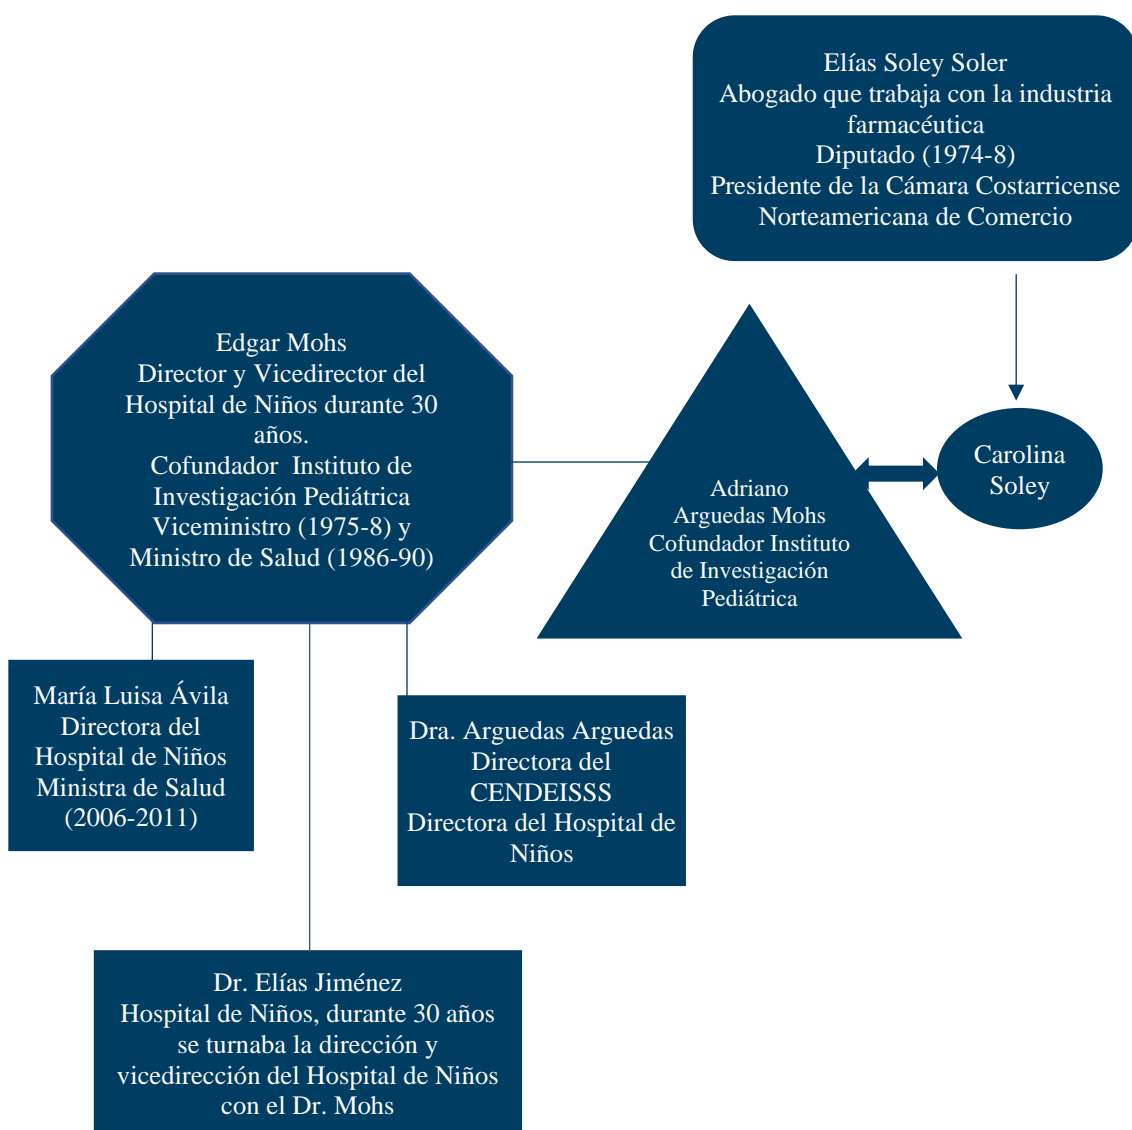 Elías Soley Soler
Abogado que trabaja con la industria
farmacéutica
Diputado (1974-8)
Presidente de la Cámara Costarricense
Norteamericana de Comercio
Edgar Mohs
Director y Vicedirector del
Hospital de Niños durante 30
años.
Cofundador Instituto de
Investigación Pediátrica
Viceministro (1975-8) y
Ministro de Salud (1986-90)
Adriano
Arguedas Mohs
Cofundador Instituto
de Investigación
Pediátrica
Carolina
Soley
María Luisa Ávila
Directora del
Hospital de Niños
Ministra de Salud
(2006-2011)
Dra. Arguedas Arguedas
Directora del
CENDEISSS
Directora del Hospital de
Niños
Dr. Elías Jiménez
Hospital de Niños, durante 30 años
se turnaba la dirección y
vicedirección del Hospital de Niños
con el Dr. Mohs